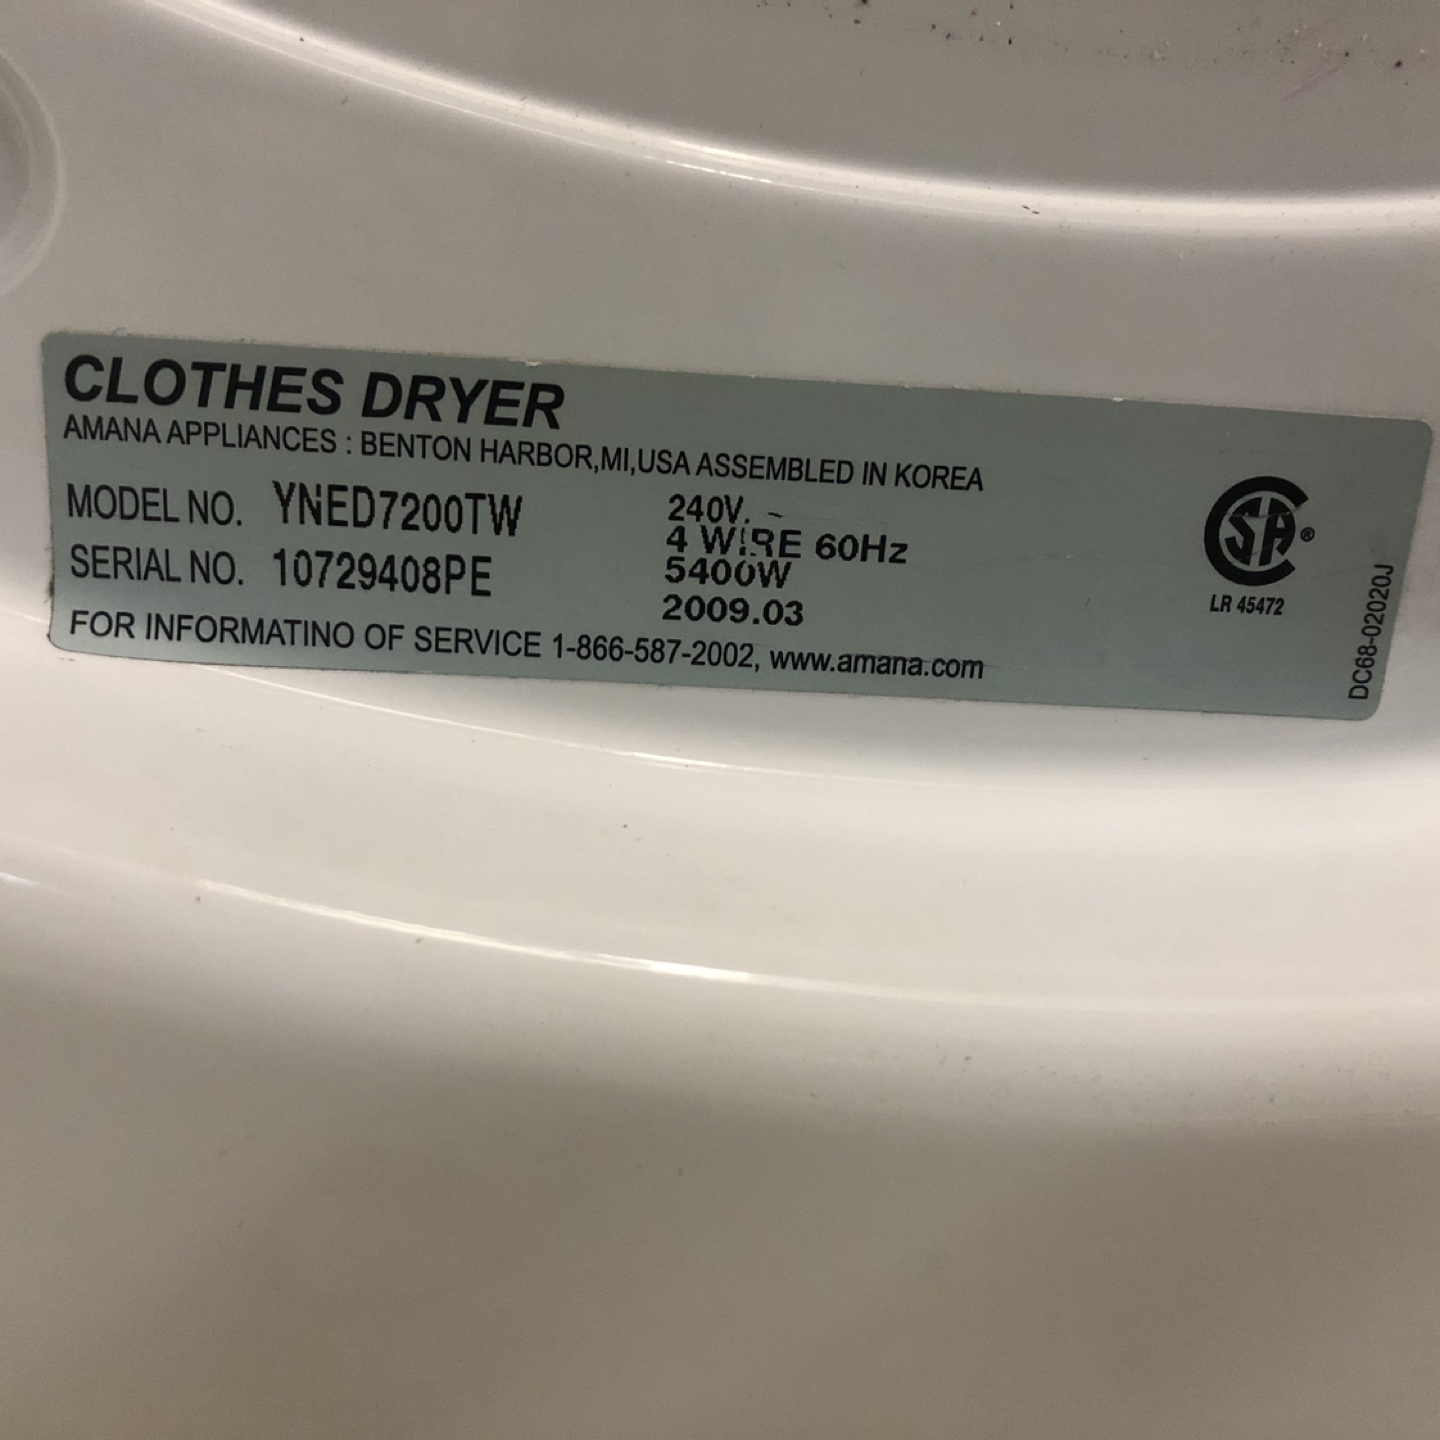 CLOTHES DRYER
AMANA APPLIANCES : BENTON HARBOR,MI,USA ASSEMBLED IN KOREA
MODEL NO. YNED7200TW
SERIAL NO. 10729408PE
240V. ~
4 WIRE 60Hz
5400W
2009.03
FOR INFORMATINO OF SERVICE 1-866-587-2002, www.amana.com
CSA®
LR 45472
DC68-02020J